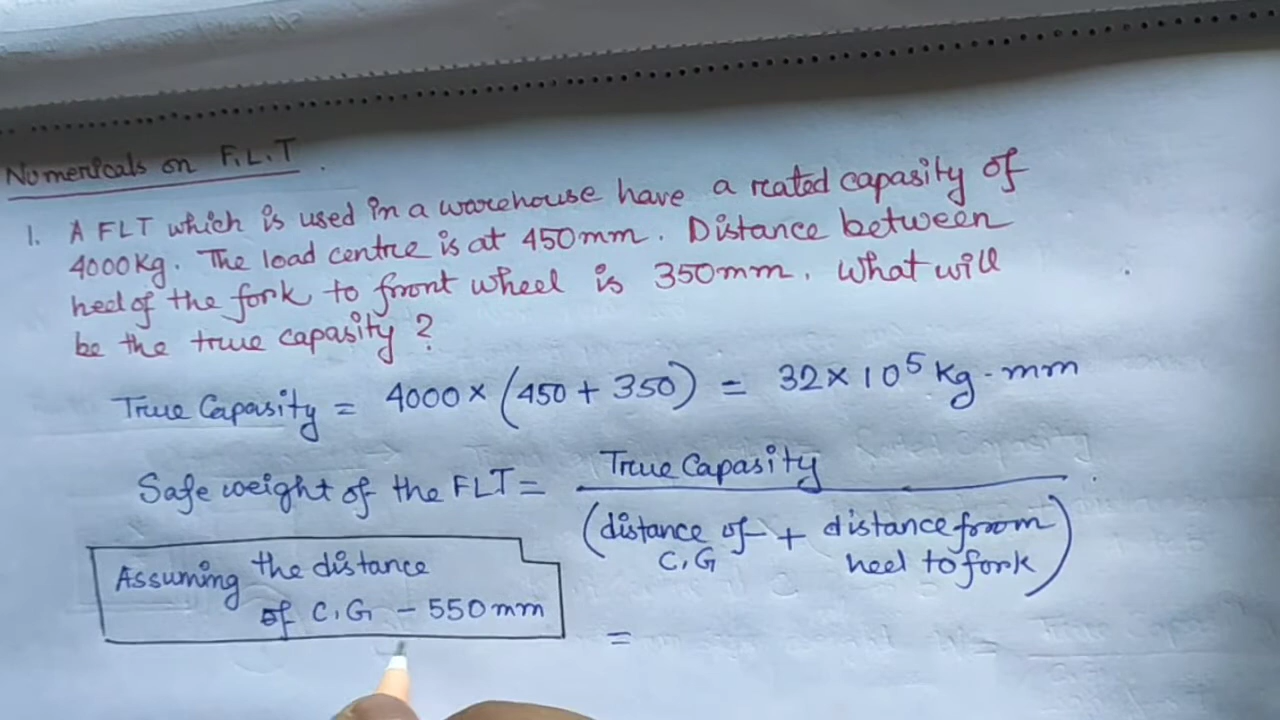 Numericals on F.L.T.
1. A FLT which is used in a warehouse have a rated capasity of
4000 Kg. The load centre is at 450mm. Distance between
heel of the fork to front wheel is 350mm. What will
be the true capasity?
True Capasity = 4000 × (450 + 350) = 32 × 10⁵ Kg-mm
Safe weight of the FLT = True Capasity / (distance of C.G + distance from heel to fork)
Assuming the distance
of C.G - 550mm
=